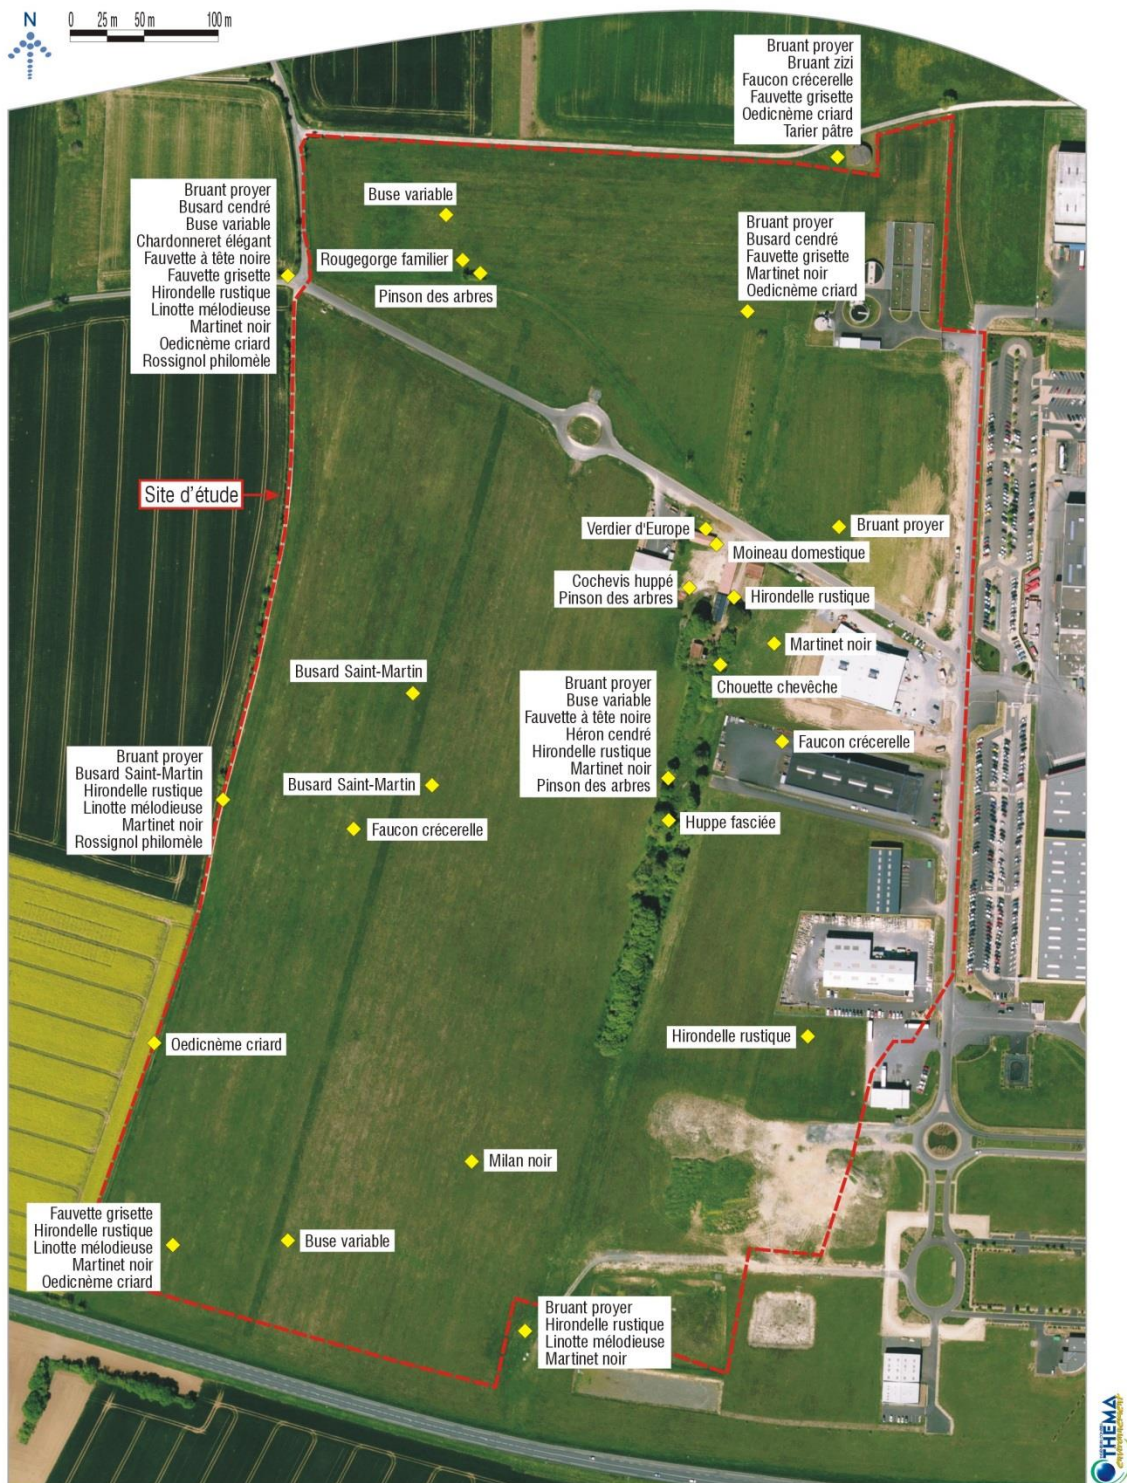 N
0 25 m 50 m 100 m
Bruant proyer
Bruant zizi
Faucon crécerelle
Fauvette grisette
Oedicnème criard
Tarier pâtre
Bruant proyer
Busard cendré
Buse variable
Chardonneret élégant
Fauvette à tête noire
Fauvette grisette
Hirondelle rustique
Linotte mélodieuse
Martinet noir
Oedicnème criard
Rossignol philomèle
Buse variable
Rougegorge familier
Pinson des arbres
Bruant proyer
Busard cendré
Fauvette grisette
Martinet noir
Oedicnème criard
Site d'étude
Verdier d'Europe
Bruant proyer
Moineau domestique
Cochevis huppé
Pinson des arbres
Hirondelle rustique
Martinet noir
Busard Saint-Martin
Chouette chevêche
Bruant proyer
Buse variable
Fauvette à tête noire
Héron cendré
Hirondelle rustique
Martinet noir
Pinson des arbres
Faucon crécerelle
Bruant proyer
Busard Saint-Martin
Hirondelle rustique
Linotte mélodieuse
Martinet noir
Rossignol philomèle
Busard Saint-Martin
Faucon crécerelle
Huppe fasciée
Oedicnème criard
Hirondelle rustique
Milan noir
Fauvette grisette
Hirondelle rustique
Linotte mélodieuse
Martinet noir
Oedicnème criard
Buse variable
Bruant proyer
Hirondelle rustique
Linotte mélodieuse
Martinet noir
THEMA